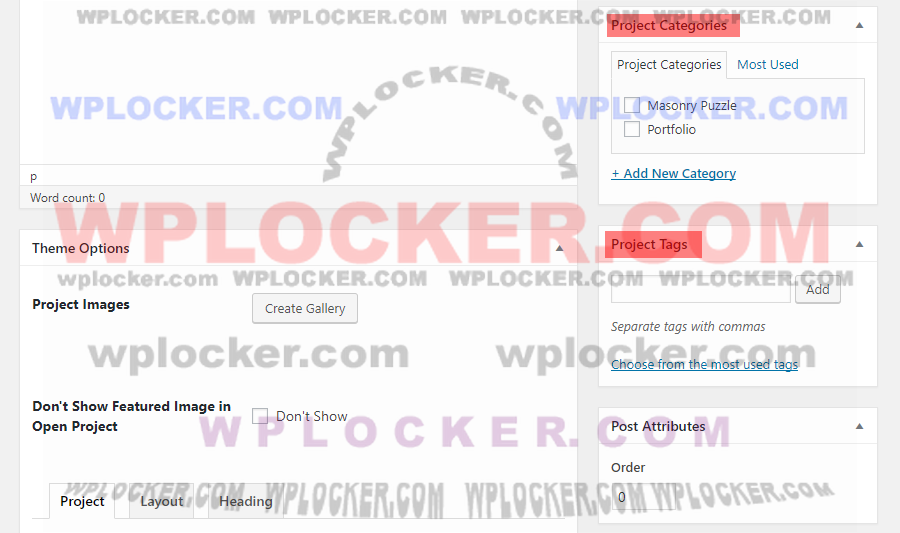 WPLOCKER.COM WPLOCKER.COM WPLOCKER.COM WPLOCKER.COM
Project Categories
Project Categories
Most Used
WPLOCKER.COM
WPLOCKER.COM
WPLOCKER.COM
Masonry Puzzle
Portfolio
p
+ Add New Category
Word count: 0
WPLOCKER.COM
Theme Options
Project Tags
wplocker.com WPLOCKER.COM WPLOCKER.COM WPLOCKER.COM
Add
Project Images
Create Gallery
Separate tags with commas
wplocker.com
wplocker.com
Choose from the most used tags
Don't Show Featured Image in
Open Project
Don't Show
WPLOCKER.COM
Post Attributes
Order
WPLOCKER.COM WPLOCKER.COM WPLOCKER.COM WPLOCKER.COM
Project
Layout
Heading
0